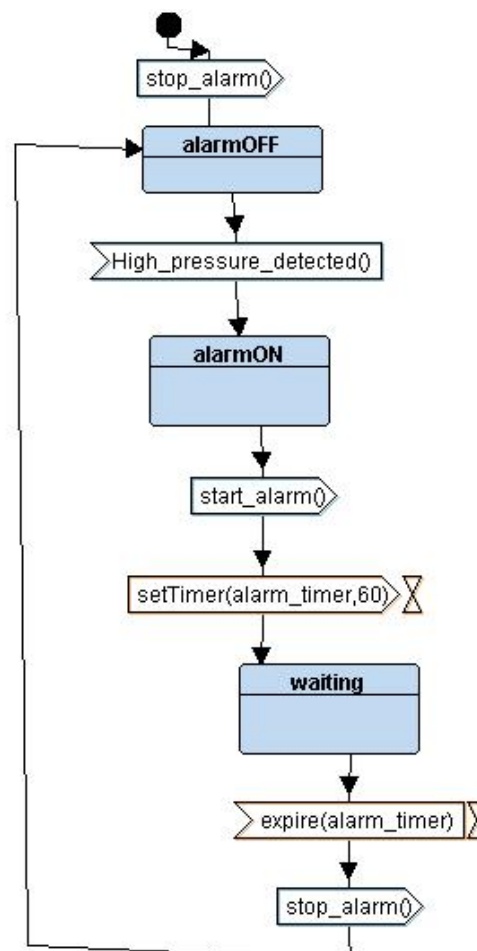 stop_alarm()
alarmOFF
High_pressure_detected()
alarmON
start_alarm()
setTimer(alarm_timer,60)
waiting
expire(alarm_timer)
stop_alarm()